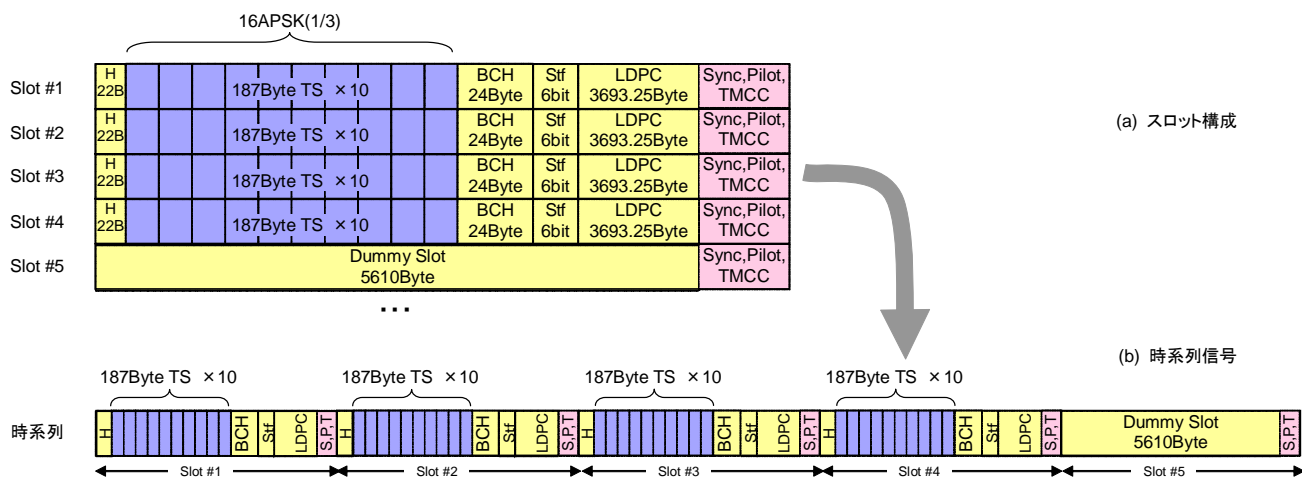 16APSK(1/3)
Slot #1
H
22B
187Byte TS ×10
BCH
24Byte
Stf
6bit
LDPC
3693.25Byte
Sync,Pilot,
TMCC
Slot #2
H
22B
187Byte TS ×10
BCH
24Byte
Stf
6bit
LDPC
3693.25Byte
Sync,Pilot,
TMCC
(a) スロット構成
Slot #3
H
22B
187Byte TS ×10
BCH
24Byte
Stf
6bit
LDPC
3693.25Byte
Sync,Pilot,
TMCC
Slot #4
H
22B
187Byte TS ×10
BCH
24Byte
Stf
6bit
LDPC
3693.25Byte
Sync,Pilot,
TMCC
Slot #5
Dummy Slot
5610Byte
Sync,Pilot,
TMCC
...
(b) 時系列信号
187Byte TS ×10
187Byte TS ×10
187Byte TS ×10
187Byte TS ×10
時系列
H
BCH
Stf
LDPC
S,P,T
H
BCH
Stf
LDPC
S,P,T
H
BCH
Stf
LDPC
S,P,T
H
BCH
Stf
LDPC
S,P,T
Dummy Slot
5610Byte
S,P,T
Slot #1
Slot #2
Slot #3
Slot #4
Slot #5